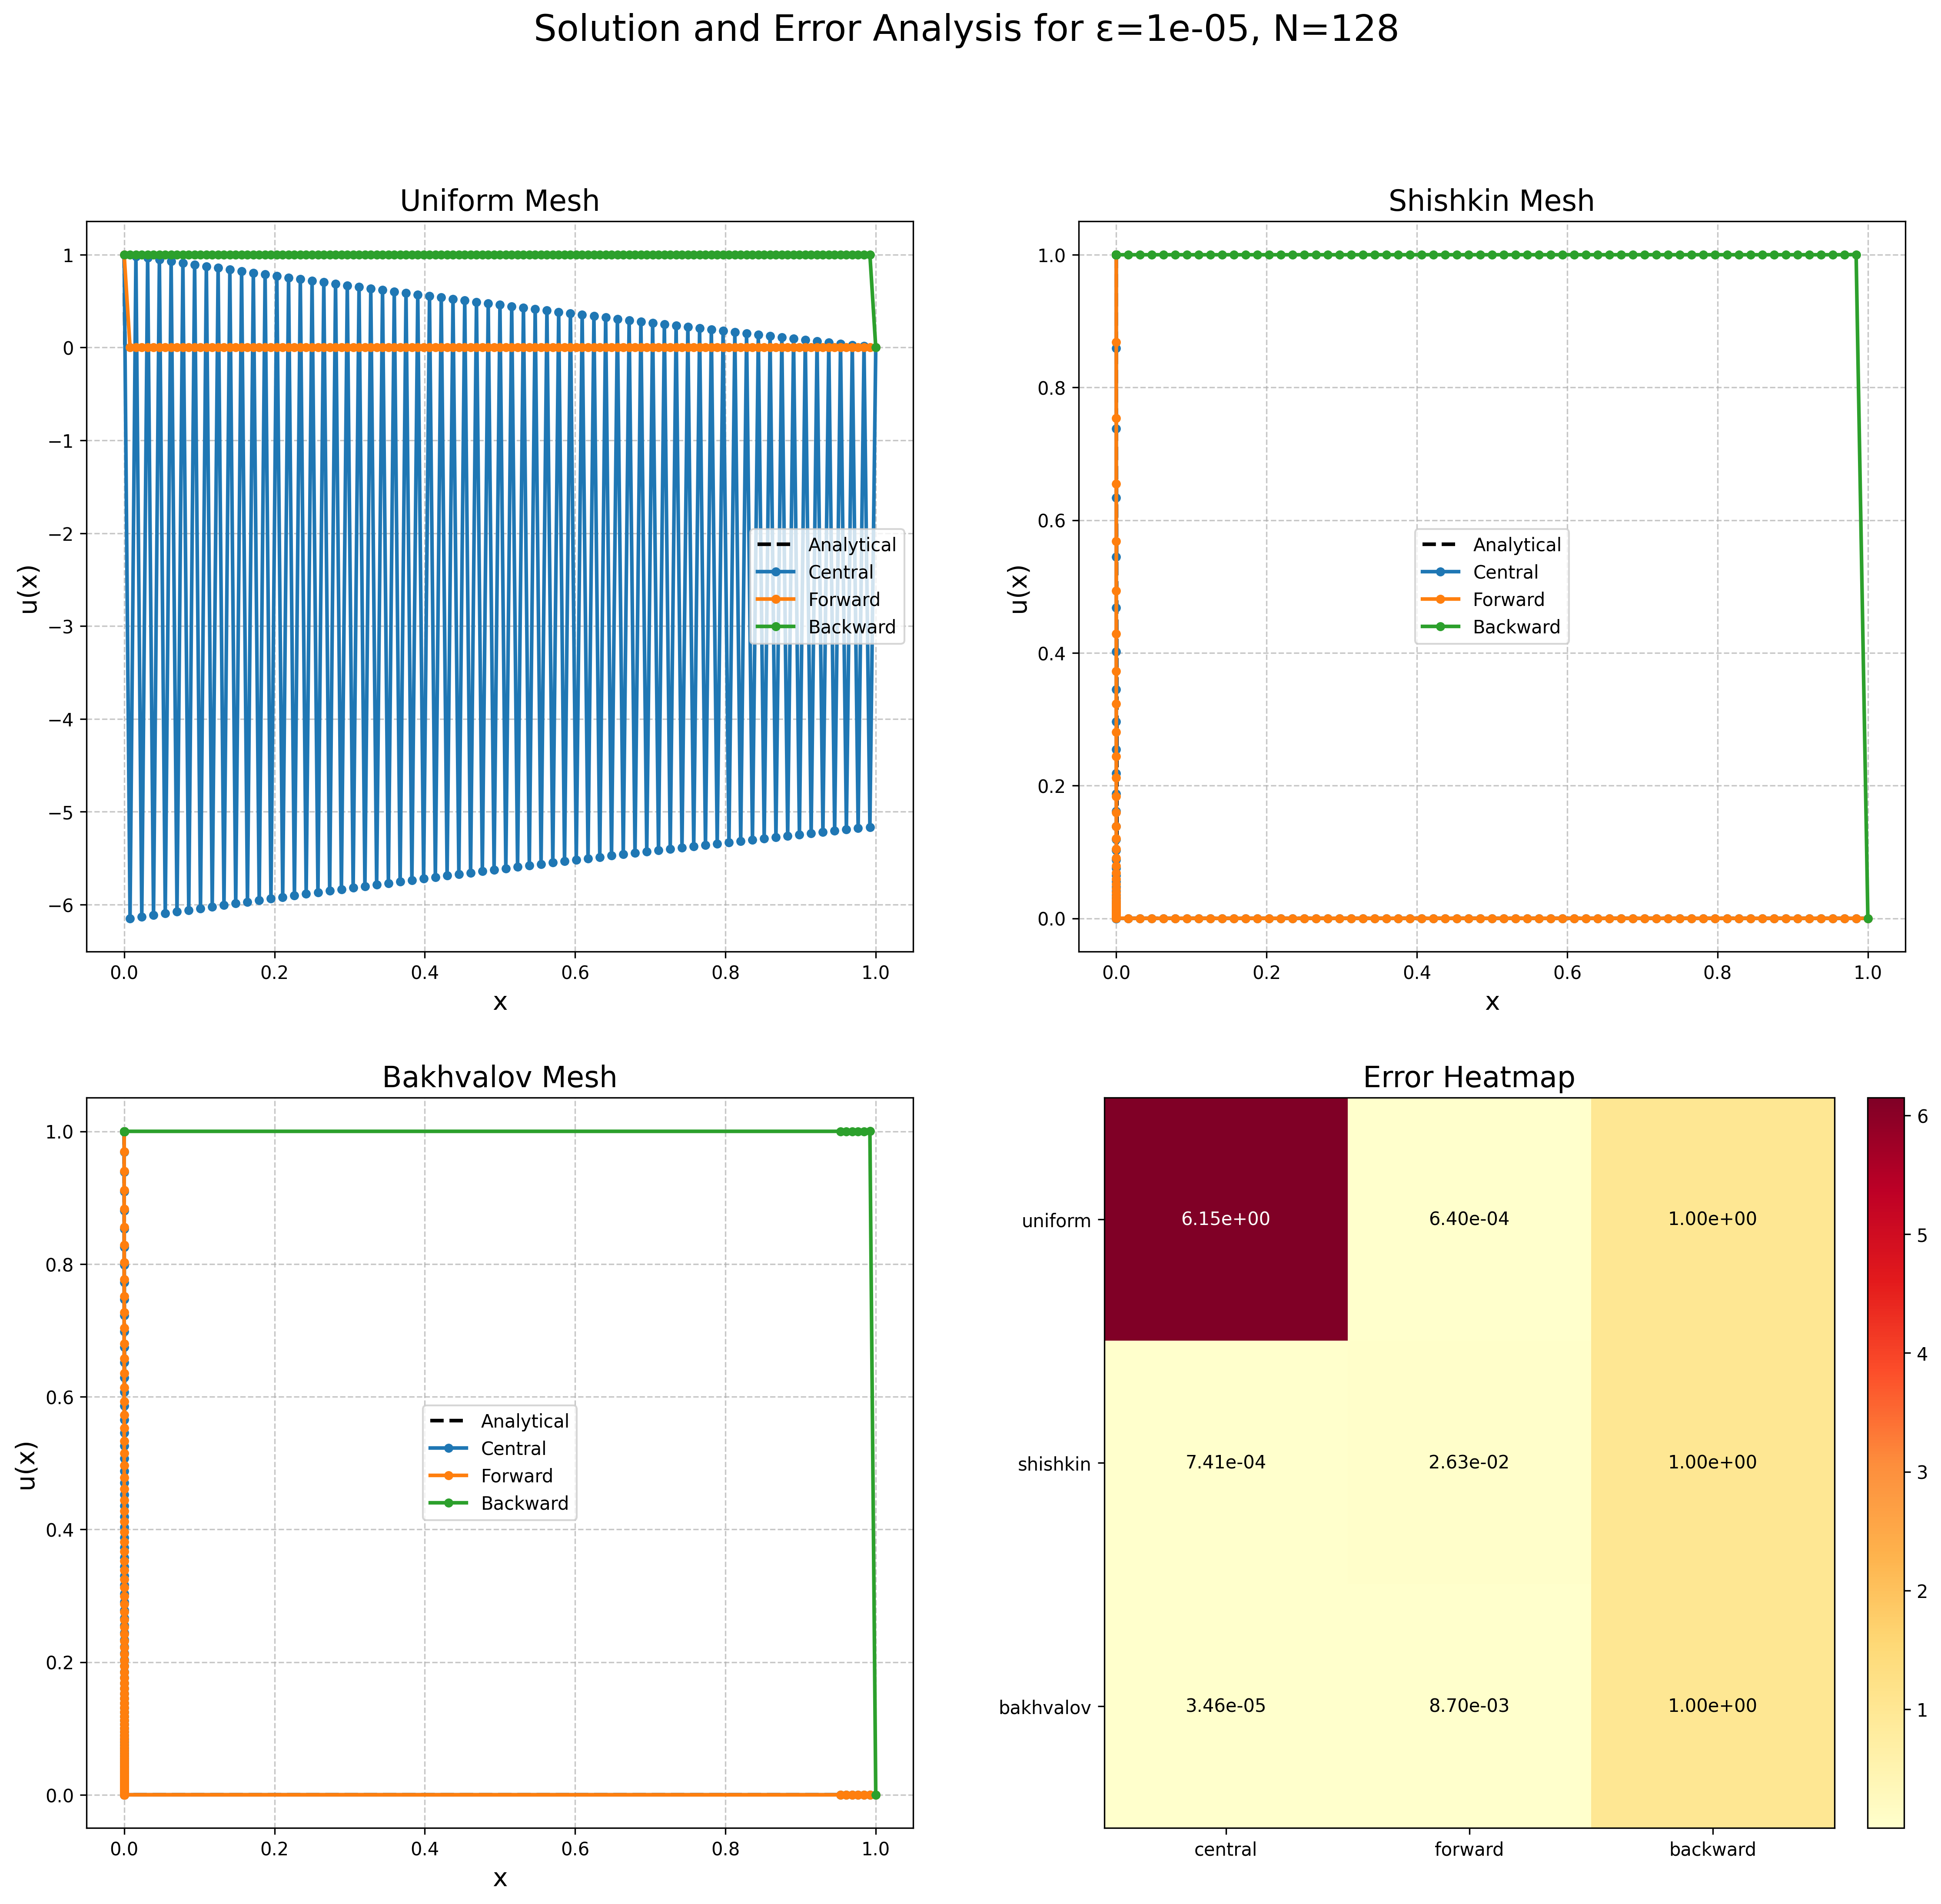 Solution and Error Analysis for ε=1e-05, N=128
Uniform Mesh
1
0
−1
−2
−3
−4
−5
−6
u(x)
0.0 0.2 0.4 0.6 0.8 1.0
x
Analytical
Central
Forward
Backward
Shishkin Mesh
1.0
0.8
0.6
0.4
0.2
0.0
u(x)
0.0 0.2 0.4 0.6 0.8 1.0
x
Analytical
Central
Forward
Backward
Bakhvalov Mesh
1.0
0.8
0.6
0.4
0.2
0.0
u(x)
0.0 0.2 0.4 0.6 0.8 1.0
x
Analytical
Central
Forward
Backward
Error Heatmap
uniform 6.15e+00 6.40e-04 1.00e+00
shishkin 7.41e-04 2.63e-02 1.00e+00
bakhvalov 3.46e-05 8.70e-03 1.00e+00
central forward backward
6
5
4
3
2
1